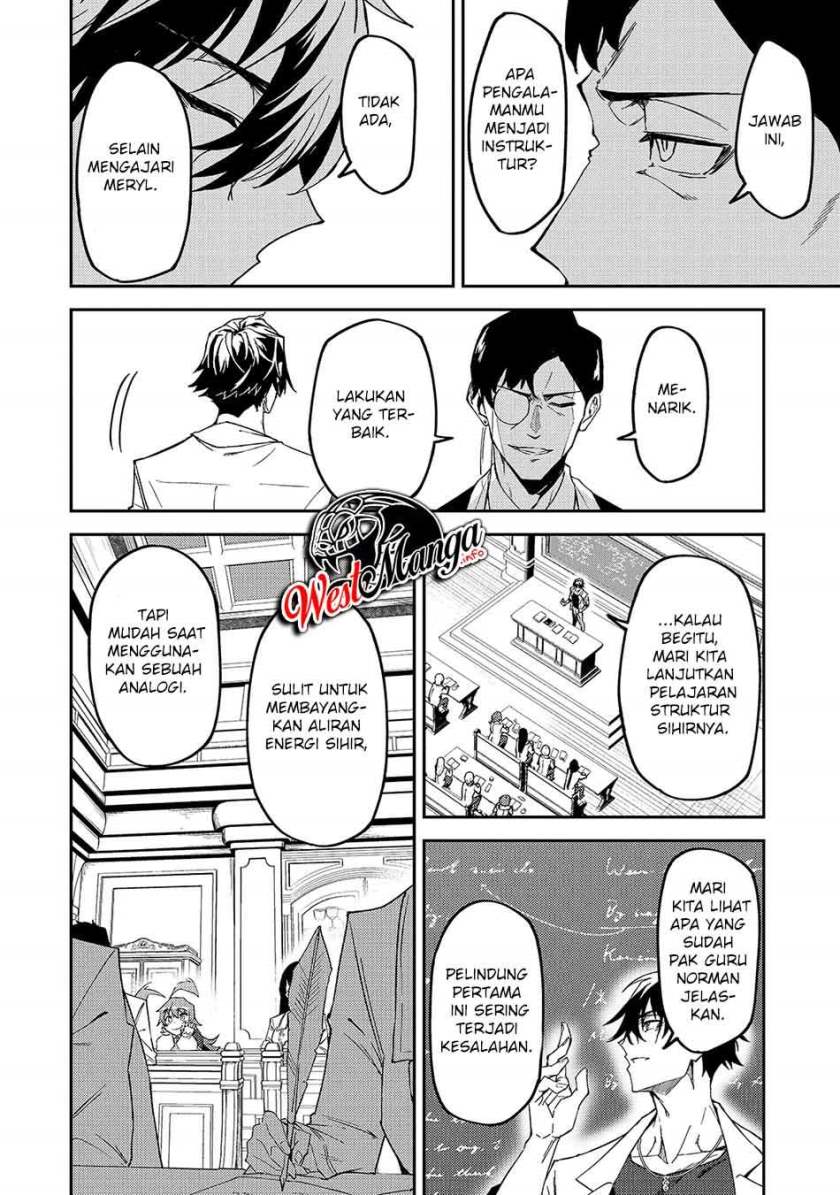 JAWAB
INI,
APA
PENGALA-
MANMU
MENJADI
INSTRUK-
TUR?
TIDAK
ADA,
SELAIN
MENGAJARI
MERYL.
ME-
NARIK.
LAKUKAN
YANG TER-
BAIK.
WestManga
.info
...KALAU
BEGITU,
MARI KITA
LANJUTKAN
PELAJARAN
STRUKTUR
SIHIRNYA.
SULIT UNTUK
MEMBAYANG-
KAN ALIRAN
ENERGI SIHIR,
TAPI
MUDAH SAAT
MENGGUNA-
KAN SEBUAH
ANALOGI.
MARI
KITA LIHAT
APA YANG
SUDAH
PAK GURU
NORMAN
JELAS-
KAN.
PELINDUNG
PERTAMA
INI SERING
TERJADI
KESALAHAN.